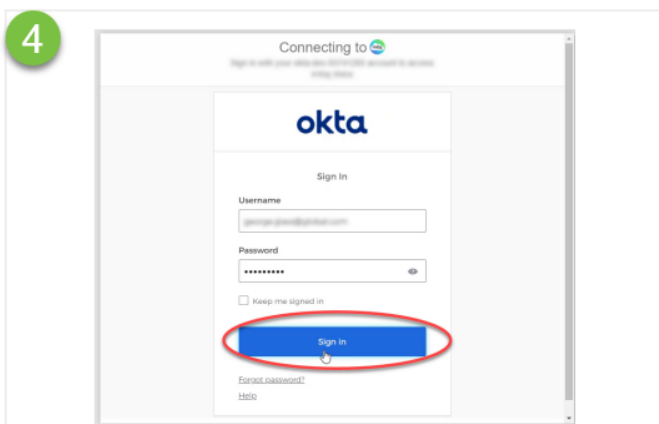 4
Connecting to
okta
Sign In
Username
Password
•••••••••
Keep me signed in
Sign In
Forgot password?
Help